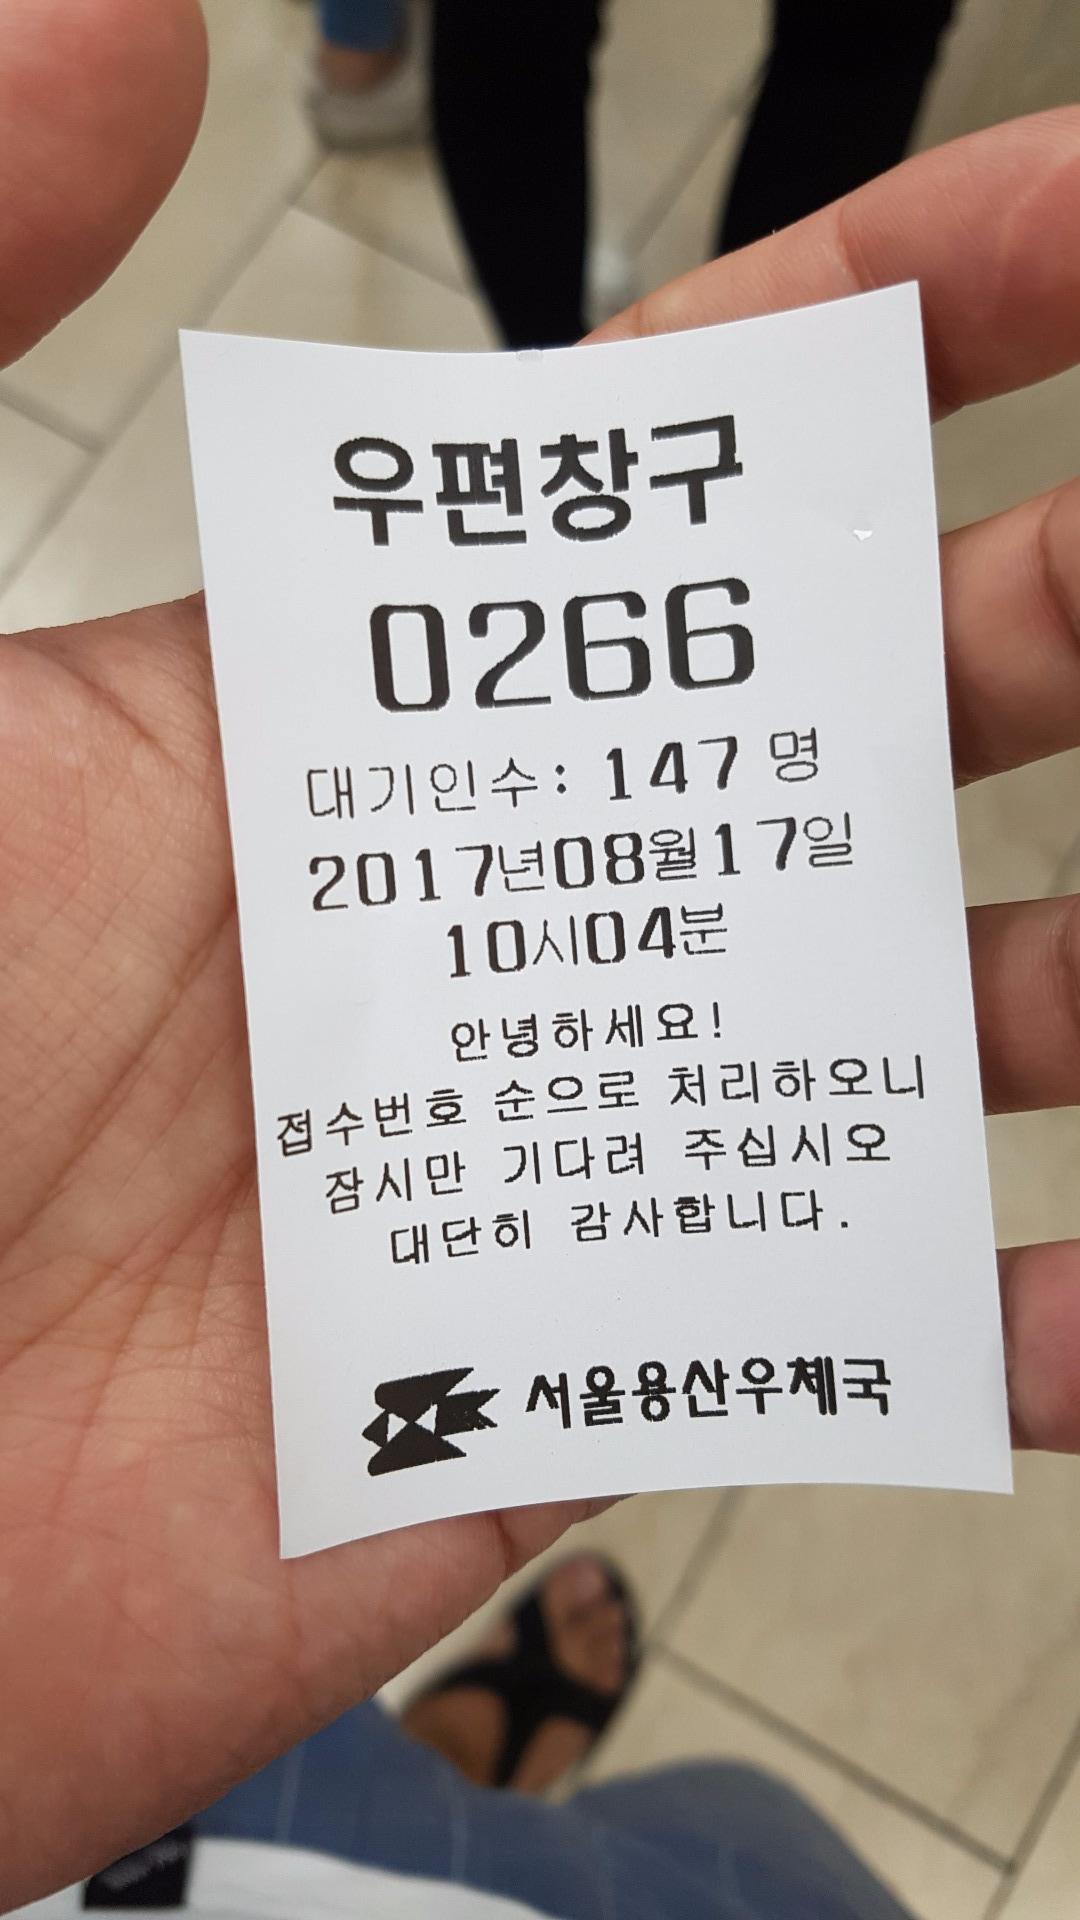 우편창구
0266
대기인수: 147 명
2017년08월17일
10시04분
안녕하세요!
접수번호 순으로 처리하오니
잠시만 기다려 주십시오
대단히 감사합니다.
서울용산우체국